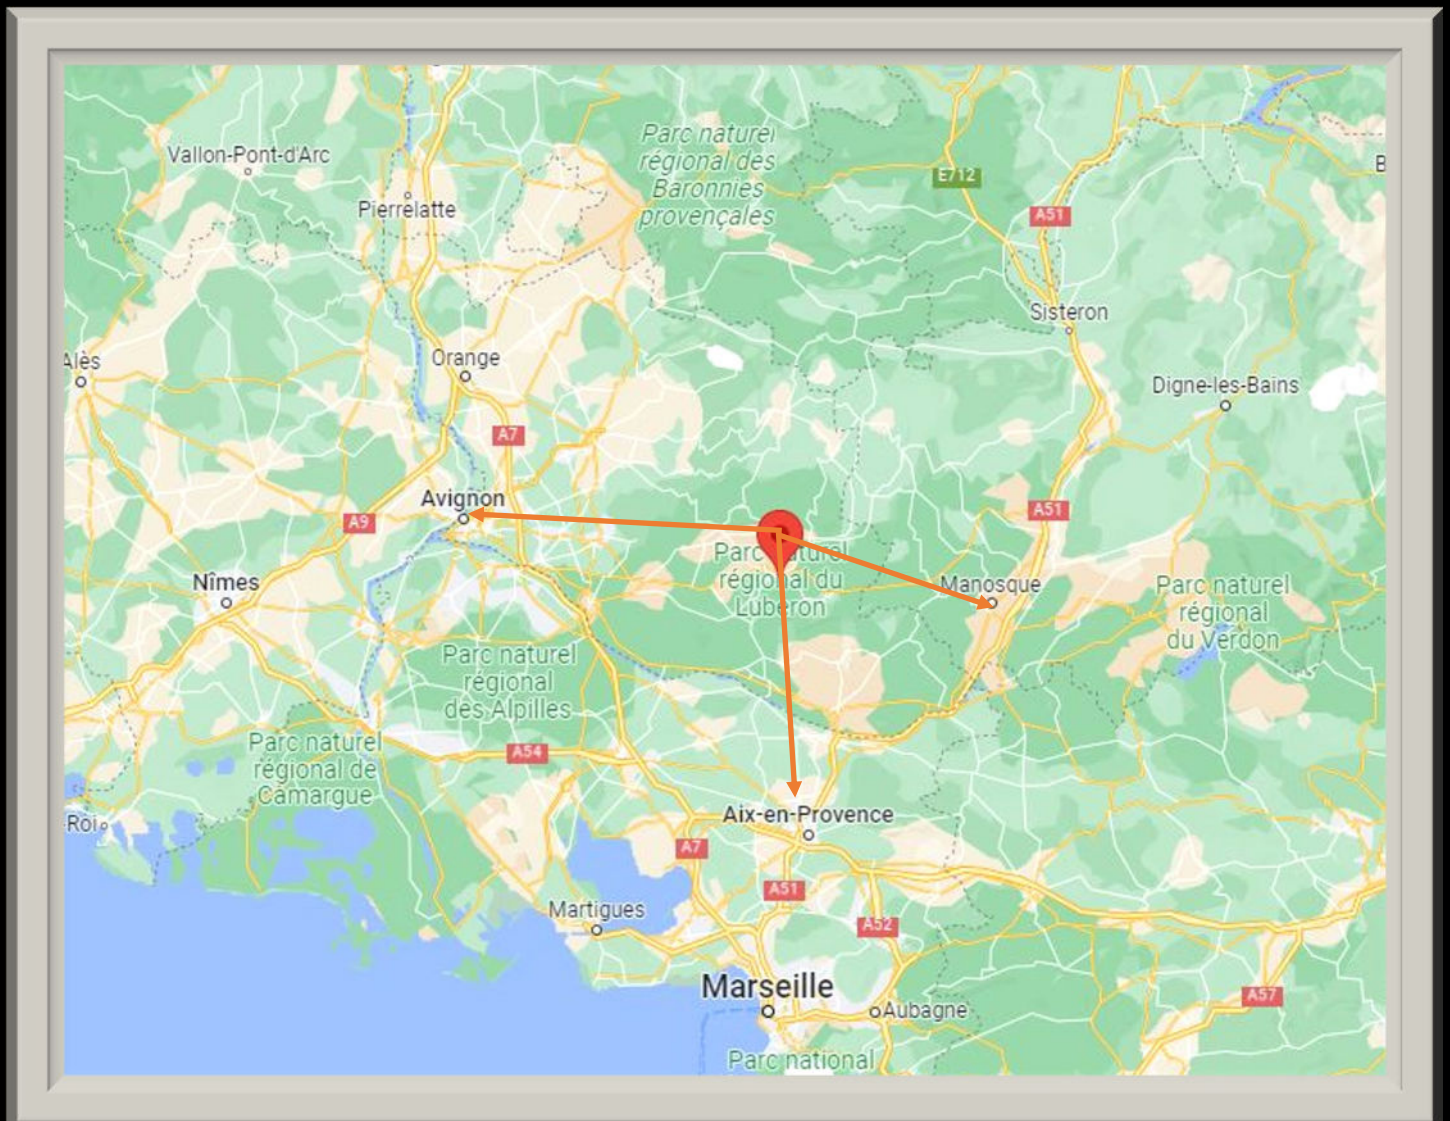 Parc naturel
régional des
Baronnies
provençales
Vallon-Pont-d'Arc
E712
Pierrelatte
A51
Sisteron
Orange
Alès
Digne-les-Bains
A7
Avignon
A9
A51
Parc naturel
régional du
Luberon
Nîmes
Manosque
Parc naturel
régional
du Verdon
Parc naturel
régional
des Alpilles
Parc naturel
régional de
Camargue
A54
Aix-en-Provence
A7
A51
Martigues
A52
Marseille
Aubagne
A57
Parc national